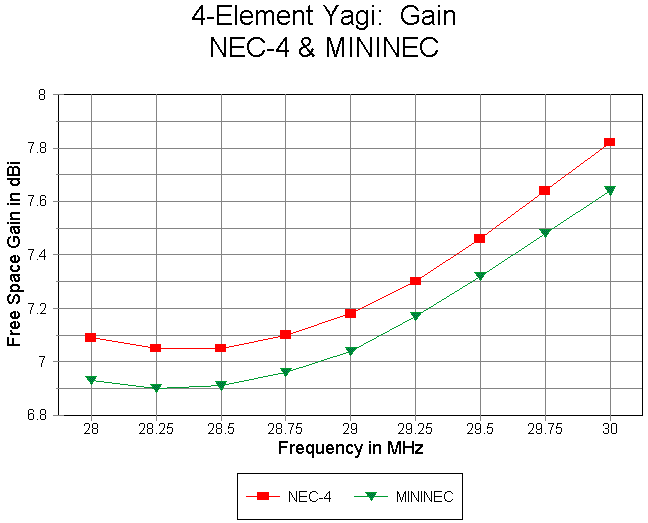 4-Element Yagi:  Gain
NEC-4 & MININEC
8
7.8
7.6
7.4
7.2
7
6.8
Free Space Gain in dBi
28 28.25 28.5 28.75 29 29.25 29.5 29.75 30
Frequency in MHz
NEC-4 MININEC